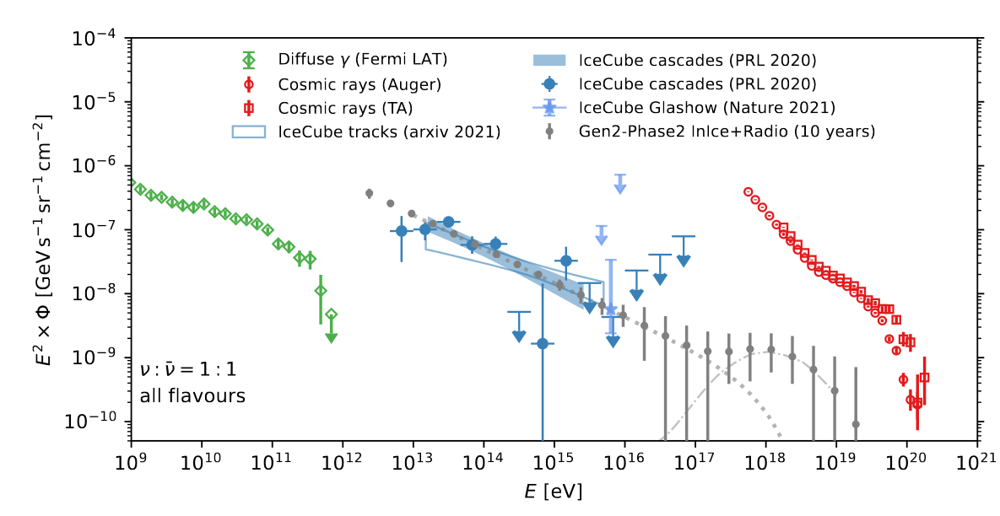 10⁻⁴
10⁻⁵
10⁻⁶
10⁻⁷
10⁻⁸
10⁻⁹
10⁻¹⁰
E² × Φ [GeV s⁻¹ sr⁻¹ cm⁻²]
Diffuse γ (Fermi LAT)
Cosmic rays (Auger)
Cosmic rays (TA)
IceCube tracks (arxiv 2021)
IceCube cascades (PRL 2020)
IceCube cascades (PRL 2020)
IceCube Glashow (Nature 2021)
Gen2-Phase2 InIce+Radio (10 years)
ν : ν̄ = 1 : 1
all flavours
10⁹ 10¹⁰ 10¹¹ 10¹² 10¹³ 10¹⁴ 10¹⁵ 10¹⁶ 10¹⁷ 10¹⁸ 10¹⁹ 10²⁰ 10²¹
E [eV]